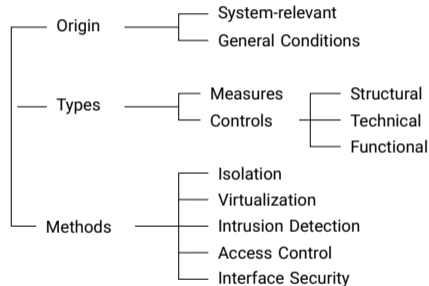 Origin
System-relevant
General Conditions
Types
Measures
Controls
Structural
Technical
Functional
Methods
Isolation
Virtualization
Intrusion Detection
Access Control
Interface Security